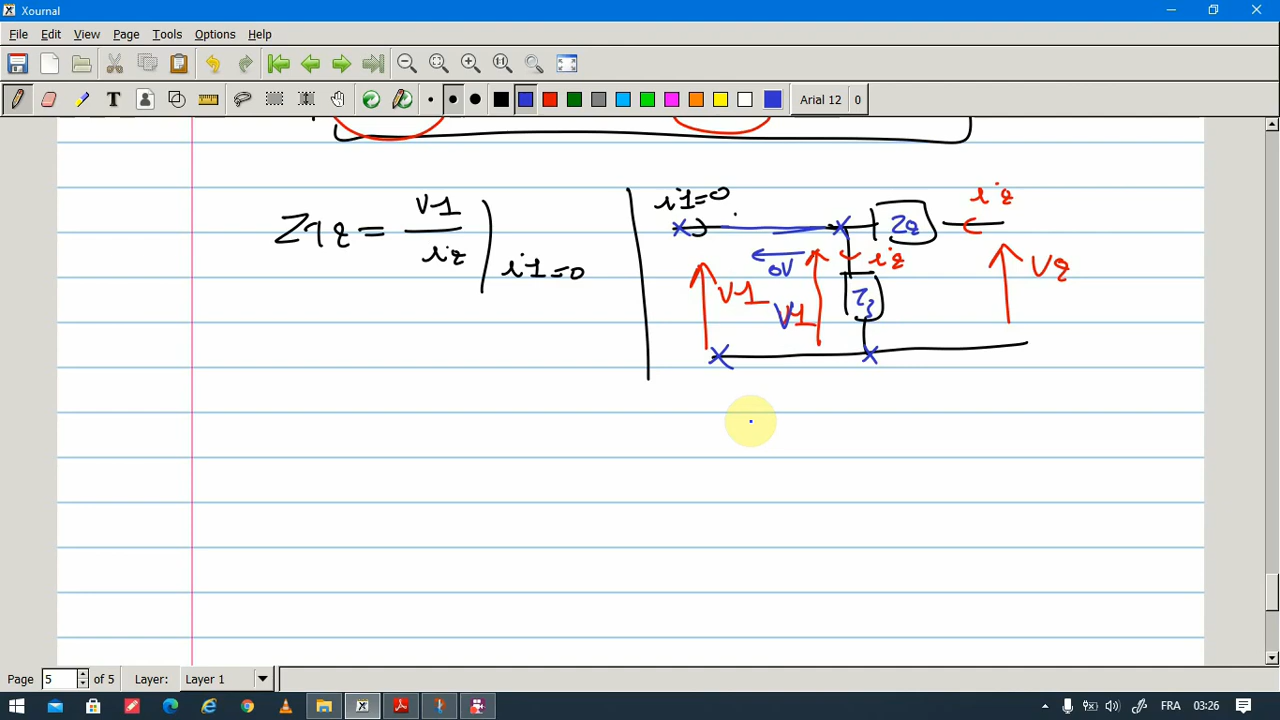 Xournal
File Edit View Page Tools Options Help
Arial 12 0
i1=0
i2
Z12 = V1 / i2 | i1=0
Z2
0V
i2
V1
V1
Z3
V2
Page 5 of 5 Layer: Layer 1
FRA 03:26